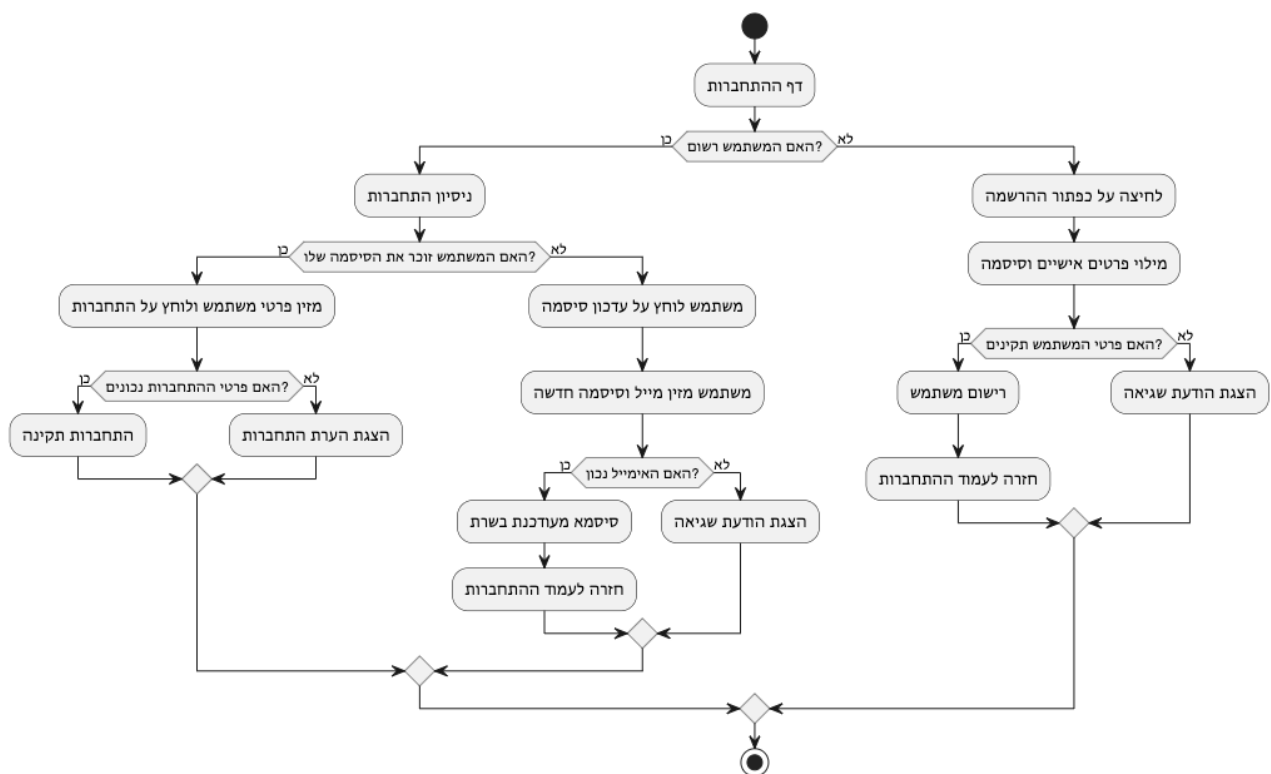 דף ההתחברות
האם המשתמש רשום?
כן
לא
ניסיון התחברות
לחיצה על כפתור ההרשמה
האם המשתמש זוכר את הסיסמה שלו?
כן
לא
מילוי פרטים אישיים וסיסמה
מזין פרטי משתמש ולוחץ על התחברות
משתמש לוחץ על עדכון סיסמה
האם פרטי המשתמש תקינים?
כן
לא
האם פרטי ההתחברות נכונים?
כן
לא
משתמש מזין מייל וסיסמה חדשה
רישום משתמש
הצגת הודעת שגיאה
התחברות תקינה
הצגת הערת התחברות
האם האימייל נכון?
כן
לא
חזרה לעמוד ההתחברות
סיסמא מעודכנת בשרת
הצגת הודעת שגיאה
חזרה לעמוד ההתחברות